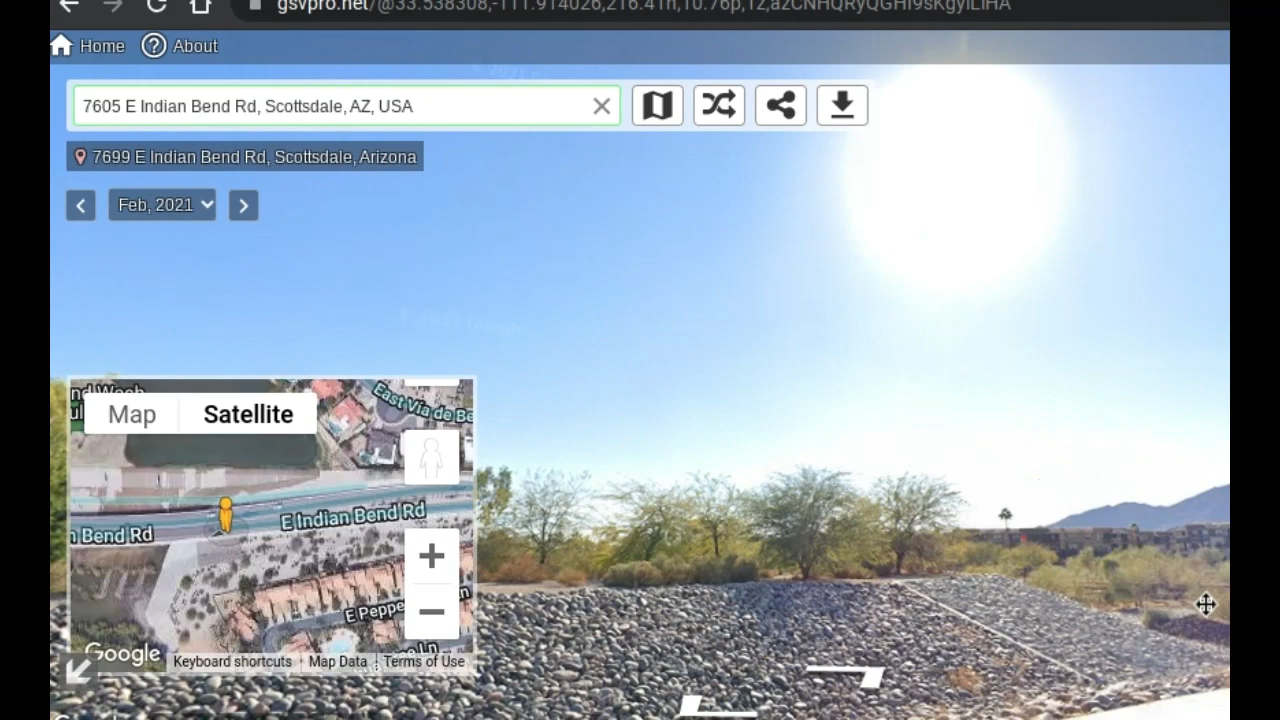 gsvpro.net/@33.538308,-111.914026,216.41h,10.76p,1z
Home
About
7605 E Indian Bend Rd, Scottsdale, AZ, USA
7699 E Indian Bend Rd, Scottsdale, Arizona
Feb, 2021
Map
Satellite
East Via de Be
E Indian Bend Rd
n Bend Rd
E Peppe
Ln
Google
Keyboard shortcuts
Map Data
Terms of Use